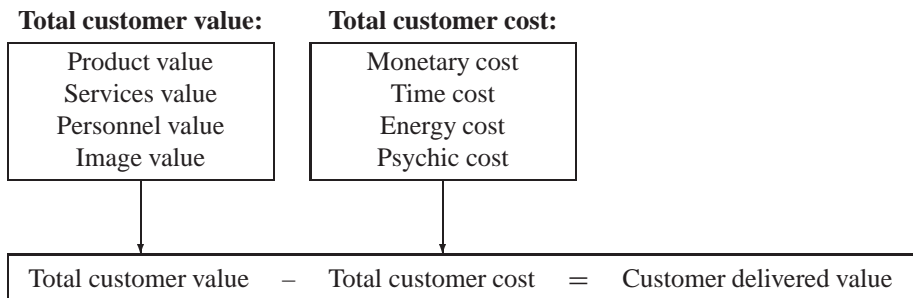 Total customer value:
Product value
Services value
Personnel value
Image value
Total customer cost:
Monetary cost
Time cost
Energy cost
Psychic cost
Total customer value – Total customer cost = Customer delivered value